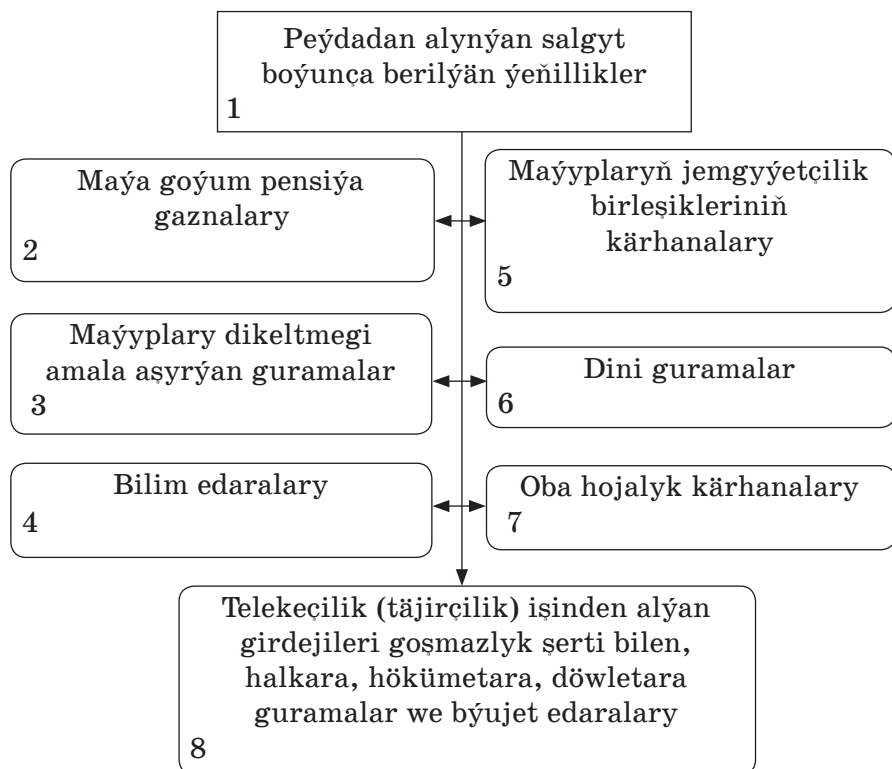 Peýdadan alynýan salgyt
boýunça berilýän ýeňillikler
1
Maýa goýum pensiýa
gaznalary
2
Maýyplaryň jemgyýetçilik
birleşikleriniň
kärhanalary
5
Maýyplary dikeltmegi
amala aşyrýan guramalar
3
Dini guramalar
6
Bilim edaralary
4
Oba hojalyk kärhanalary
7
Telekeçilik (täjirçilik) işinden alýan
girdejileri goşmazlyk şerti bilen,
halkara, hökümetara, döwletara
guramalar we býujet edaralary
8